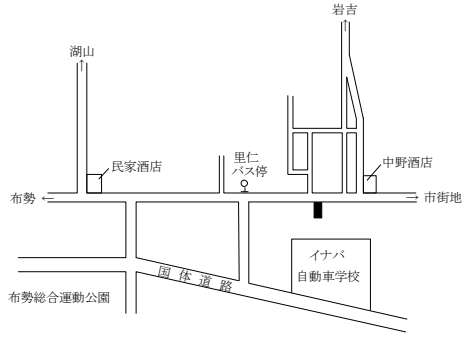 岩吉
湖山
里仁
バス停
民家酒店
中野酒店
布勢
市街地
イナバ
自動車学校
国体道路
布勢総合運動公園